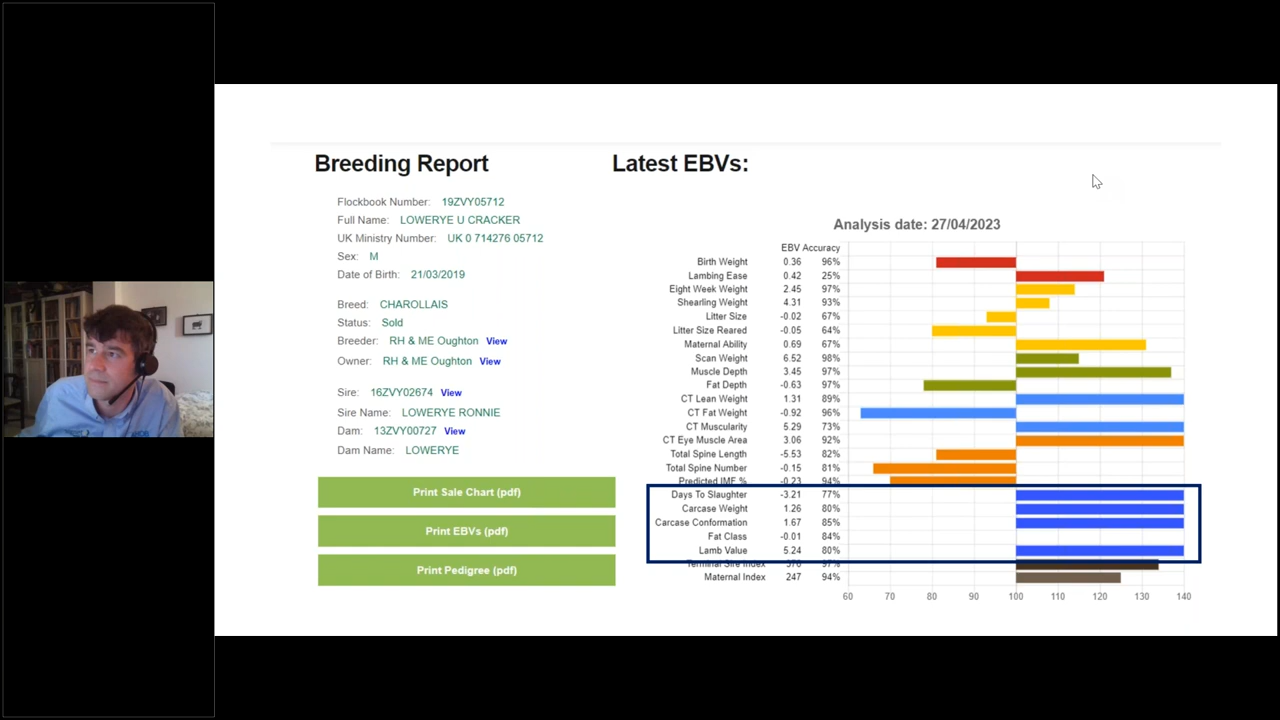 Breeding Report
Flockbook Number: 19ZVY05712
Full Name: LOWERYE U CRACKER
UK Ministry Number: UK 0 714276 05712
Sex: M
Date of Birth: 21/03/2019
Breed: CHAROLLAIS
Status: Sold
Breeder: RH & ME Oughton View
Owner: RH & ME Oughton View
Sire: 16ZVY02674 View
Sire Name: LOWERYE RONNIE
Dam: 13ZVY00727 View
Dam Name: LOWERYE
Print Sale Chart (pdf)
Print EBVs (pdf)
Print Pedigree (pdf)
Latest EBVs:
Analysis date: 27/04/2023
EBV Accuracy
Birth Weight 0.36 96%
Lambing Ease 0.42 25%
Eight Week Weight 2.45 97%
Shearling Weight 4.31 93%
Litter Size -0.02 67%
Litter Size Reared -0.05 64%
Maternal Ability 0.69 67%
Scan Weight 6.52 98%
Muscle Depth 3.45 97%
Fat Depth -0.63 97%
CT Lean Weight 1.31 89%
CT Fat Weight -0.92 96%
CT Muscularity 5.29 73%
CT Eye Muscle Area 3.06 92%
Total Spine Length -5.53 82%
Total Spine Number -0.15 81%
Predicted IMF % -0.23 94%
Days To Slaughter -3.21 77%
Carcase Weight 1.26 80%
Carcase Conformation 1.67 85%
Fat Class -0.01 84%
Lamb Value 5.24 80%
Terminal Sire Index 97%
Maternal Index 247 94%
60 70 80 90 100 110 120 130 140